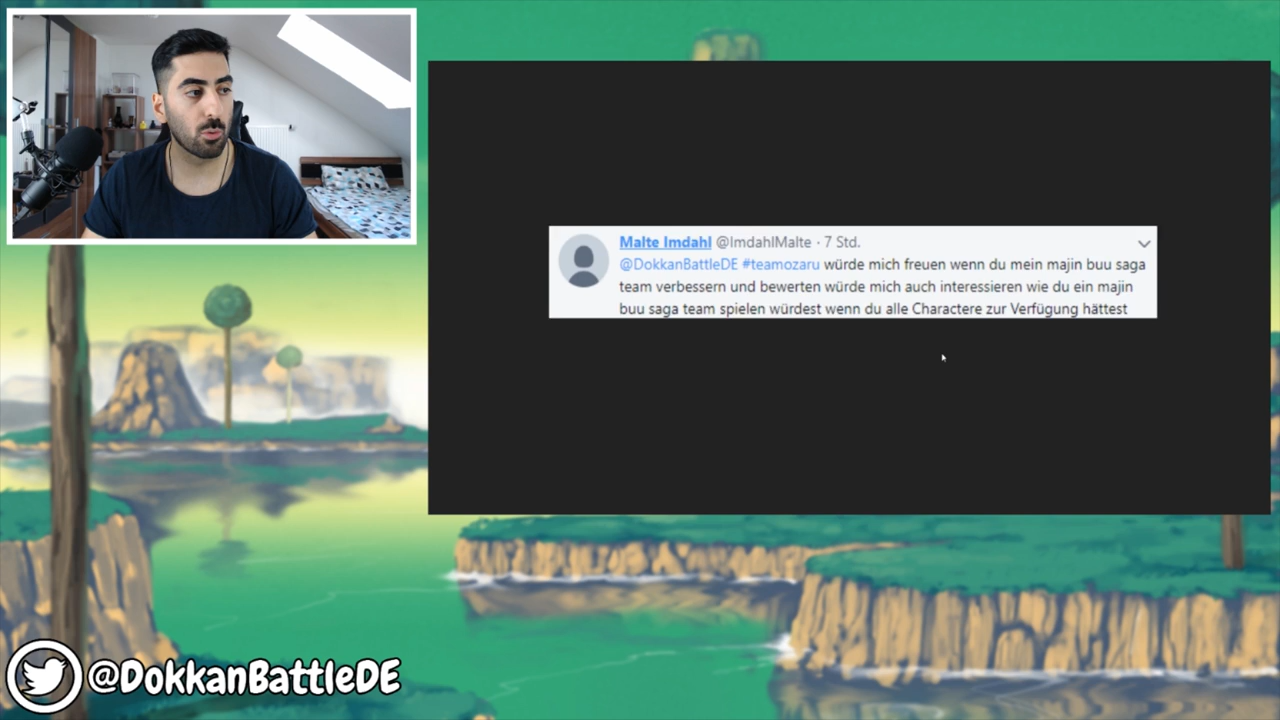 Malte Imdahl @ImdahlMalte · 7 Std.
@DokkanBattleDE #teamozaru würde mich freuen wenn du mein majin buu saga
team verbessern und bewerten würde mich auch interessieren wie du ein majin
buu saga team spielen würdest wenn du alle Charactere zur Verfügung hättest
@DokkanBattleDE